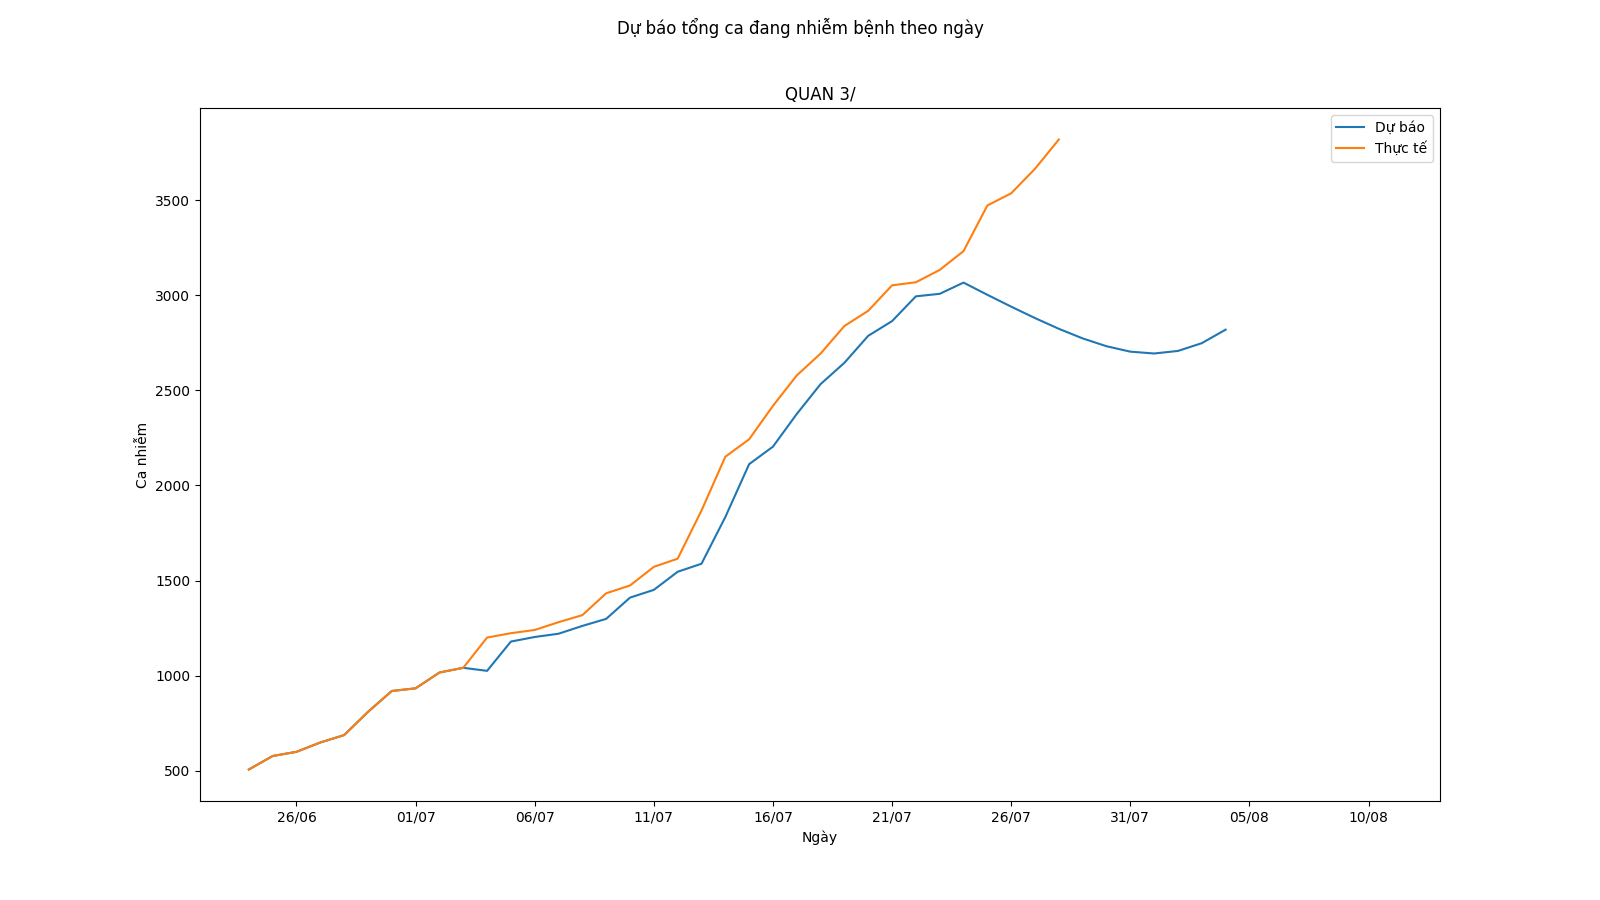 Dự báo tổng ca đang nhiễm bệnh theo ngày
QUAN 3/
Dự báo
Thực tế
3500
3000
2500
2000
1500
1000
500
Ca nhiễm
26/06 01/07 06/07 11/07 16/07 21/07 26/07 31/07 05/08 10/08
Ngày